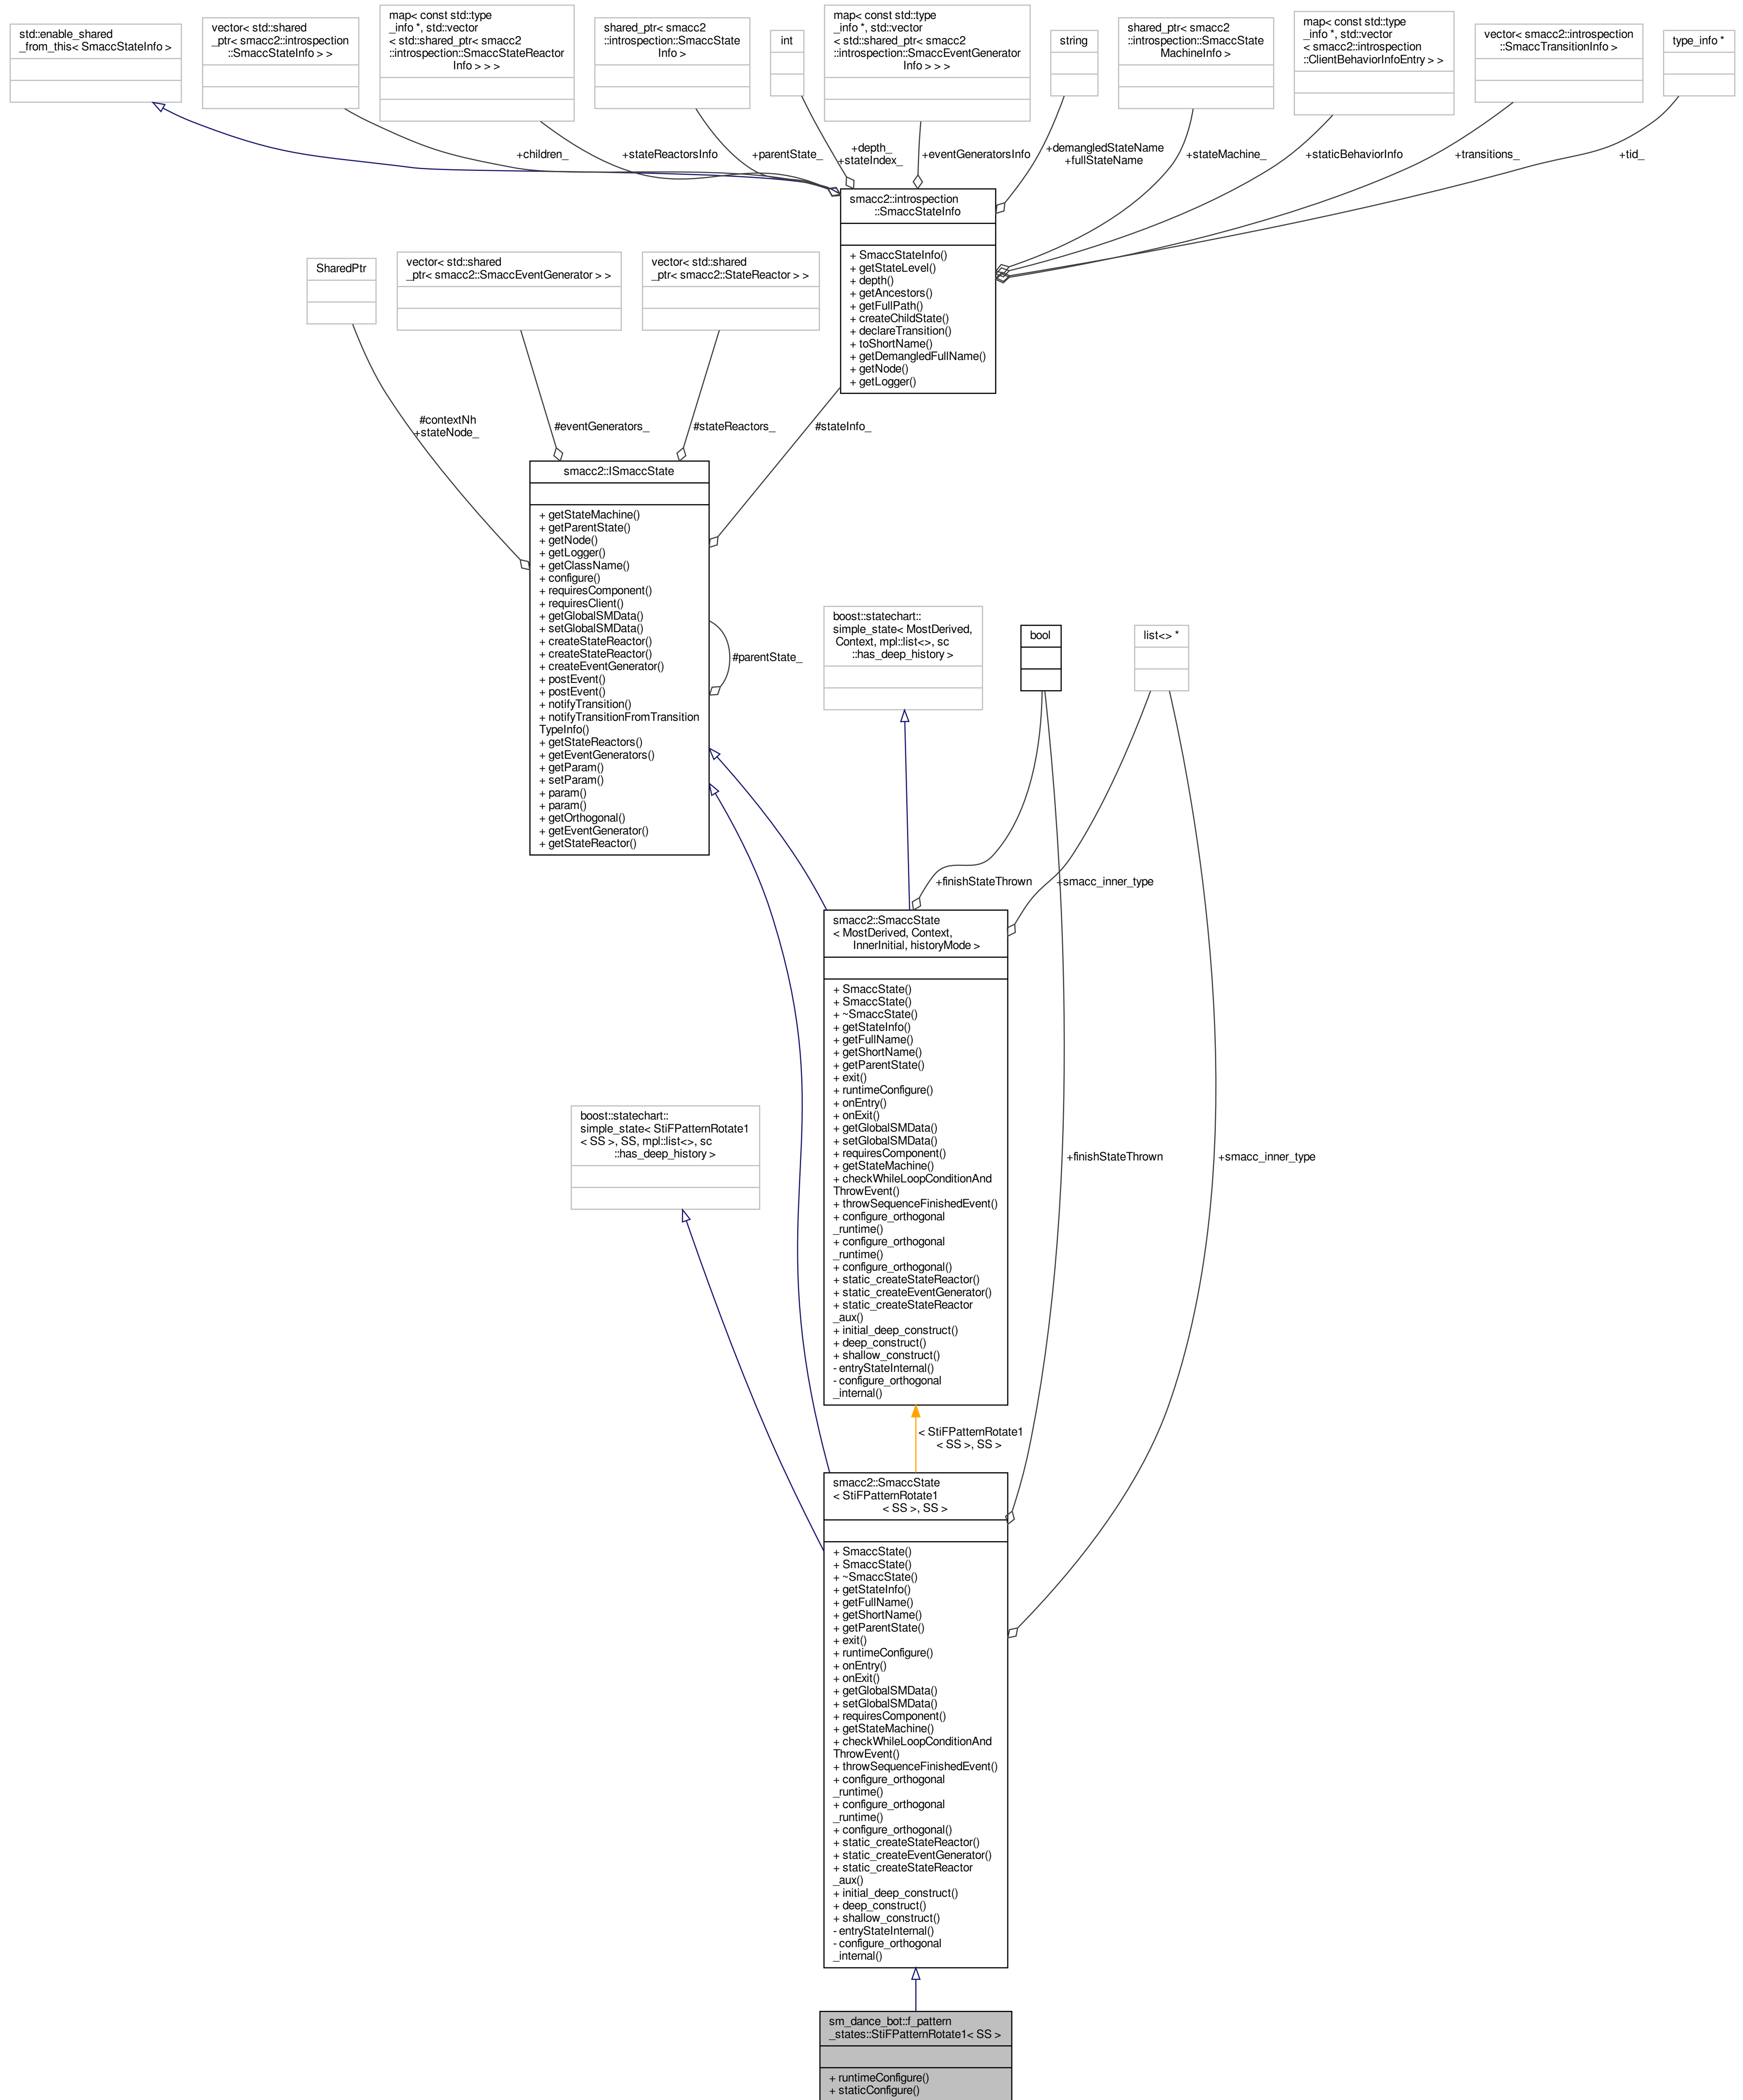 std::enable_shared
_from_this< SmaccStateInfo >
vector< std::shared
_ptr< smacc2::introspection
::SmaccStateInfo > >
map< const std::type
_info *, std::vector
< std::shared_ptr< smacc2
::introspection::SmaccStateReactor
Info > > >
shared_ptr< smacc2
::introspection::SmaccState
Info >
int
map< const std::type
_info *, std::vector
< std::shared_ptr< smacc2
::introspection::SmaccEventGenerator
Info > > >
string
shared_ptr< smacc2
::introspection::SmaccState
MachineInfo >
map< const std::type
_info *, std::vector
< smacc2::introspection
::ClientBehaviorInfoEntry > >
vector< smacc2::introspection
::SmaccTransitionInfo >
type_info *
+children_
+stateReactorsInfo
+parentState_
+depth_
+stateIndex_
+eventGeneratorsInfo
+demangledStateName
+fullStateName
+stateMachine_
+staticBehaviorInfo
+transitions_
+tid_
smacc2::introspection
::SmaccStateInfo
+ SmaccStateInfo()
+ getStateLevel()
+ depth()
+ getAncestors()
+ getFullPath()
+ createChildState()
+ declareTransition()
+ toShortName()
+ getDemangledFullName()
+ getNode()
+ getLogger()
SharedPtr
vector< std::shared
_ptr< smacc2::SmaccEventGenerator > >
vector< std::shared
_ptr< smacc2::StateReactor > >
#contextNh
+stateNode_
#eventGenerators_
#stateReactors_
#stateInfo_
smacc2::ISmaccState
+ getStateMachine()
+ getParentState()
+ getNode()
+ getLogger()
+ getClassName()
+ configure()
+ requiresComponent()
+ requiresClient()
+ getGlobalSMData()
+ setGlobalSMData()
+ createStateReactor()
+ createStateReactor()
+ createEventGenerator()
+ postEvent()
+ postEvent()
+ notifyTransition()
+ notifyTransitionFromTransition
TypeInfo()
+ getStateReactors()
+ getEventGenerators()
+ getParam()
+ setParam()
+ param()
+ param()
+ getOrthogonal()
+ getEventGenerator()
+ getStateReactor()
#parentState_
boost::statechart::
simple_state< MostDerived,
Context, mpl::list<>, sc
::has_deep_history >
bool
list<> *
+finishStateThrown
+smacc_inner_type
smacc2::SmaccState
< MostDerived, Context,
InnerInitial, historyMode >
+ SmaccState()
+ SmaccState()
+ ~SmaccState()
+ getStateInfo()
+ getFullName()
+ getShortName()
+ getParentState()
+ exit()
+ runtimeConfigure()
+ onEntry()
+ onExit()
+ getGlobalSMData()
+ setGlobalSMData()
+ requiresComponent()
+ getStateMachine()
+ checkWhileLoopConditionAnd
ThrowEvent()
+ throwSequenceFinishedEvent()
+ configure_orthogonal
_runtime()
+ configure_orthogonal
_runtime()
+ configure_orthogonal()
+ static_createStateReactor()
+ static_createEventGenerator()
+ static_createStateReactor
_aux()
+ initial_deep_construct()
+ deep_construct()
+ shallow_construct()
- entryStateInternal()
- configure_orthogonal
_internal()
boost::statechart::
simple_state< StiFPatternRotate1
< SS >, SS, mpl::list<>, sc
::has_deep_history >
+finishStateThrown
+smacc_inner_type
< StiFPatternRotate1
< SS >, SS >
smacc2::SmaccState
< StiFPatternRotate1
< SS >, SS >
+ SmaccState()
+ SmaccState()
+ ~SmaccState()
+ getStateInfo()
+ getFullName()
+ getShortName()
+ getParentState()
+ exit()
+ runtimeConfigure()
+ onEntry()
+ onExit()
+ getGlobalSMData()
+ setGlobalSMData()
+ requiresComponent()
+ getStateMachine()
+ checkWhileLoopConditionAnd
ThrowEvent()
+ throwSequenceFinishedEvent()
+ configure_orthogonal
_runtime()
+ configure_orthogonal
_runtime()
+ configure_orthogonal()
+ static_createStateReactor()
+ static_createEventGenerator()
+ static_createStateReactor
_aux()
+ initial_deep_construct()
+ deep_construct()
+ shallow_construct()
- entryStateInternal()
- configure_orthogonal
_internal()
sm_dance_bot::f_pattern
_states::StiFPatternRotate1< SS >
+ runtimeConfigure()
+ staticConfigure()